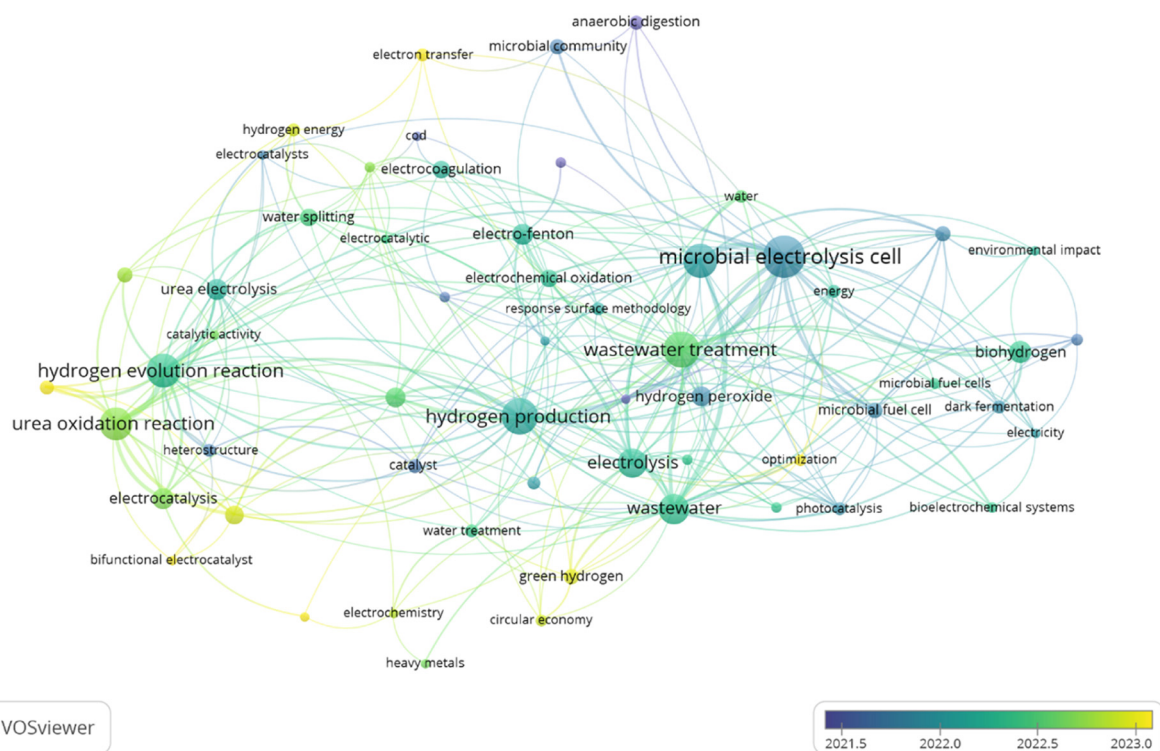 anaerobic digestion
microbial community
electron transfer
hydrogen energy
cod
electrocatalysts
electrocoagulation
water
water splitting
electro-fenton
electrocatalytic
environmental impact
microbial electrolysis cell
electrochemical oxidation
urea electrolysis
energy
response surface methodology
catalytic activity
wastewater treatment
biohydrogen
hydrogen evolution reaction
microbial fuel cells
hydrogen peroxide
dark fermentation
microbial fuel cell
hydrogen production
urea oxidation reaction
electricity
heterostructure
optimization
electrolysis
catalyst
electrocatalysis
wastewater
photocatalysis
bioelectrochemical systems
water treatment
bifunctional electrocatalyst
green hydrogen
electrochemistry
circular economy
heavy metals
VOSviewer
2021.5 2022.0 2022.5 2023.0